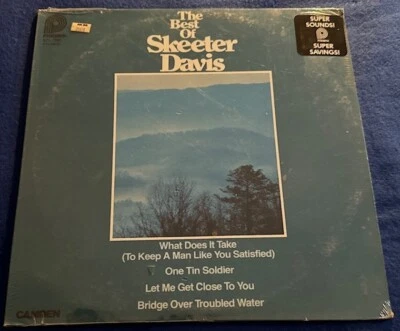 The
Best
Of
Skeeter
Davis
SUPER
SOUNDS!
SUPER
SAVINGS!
What Does It Take
(To Keep A Man Like You Satisfied)
One Tin Soldier
Let Me Get Close To You
Bridge Over Troubled Water
CAMDEN